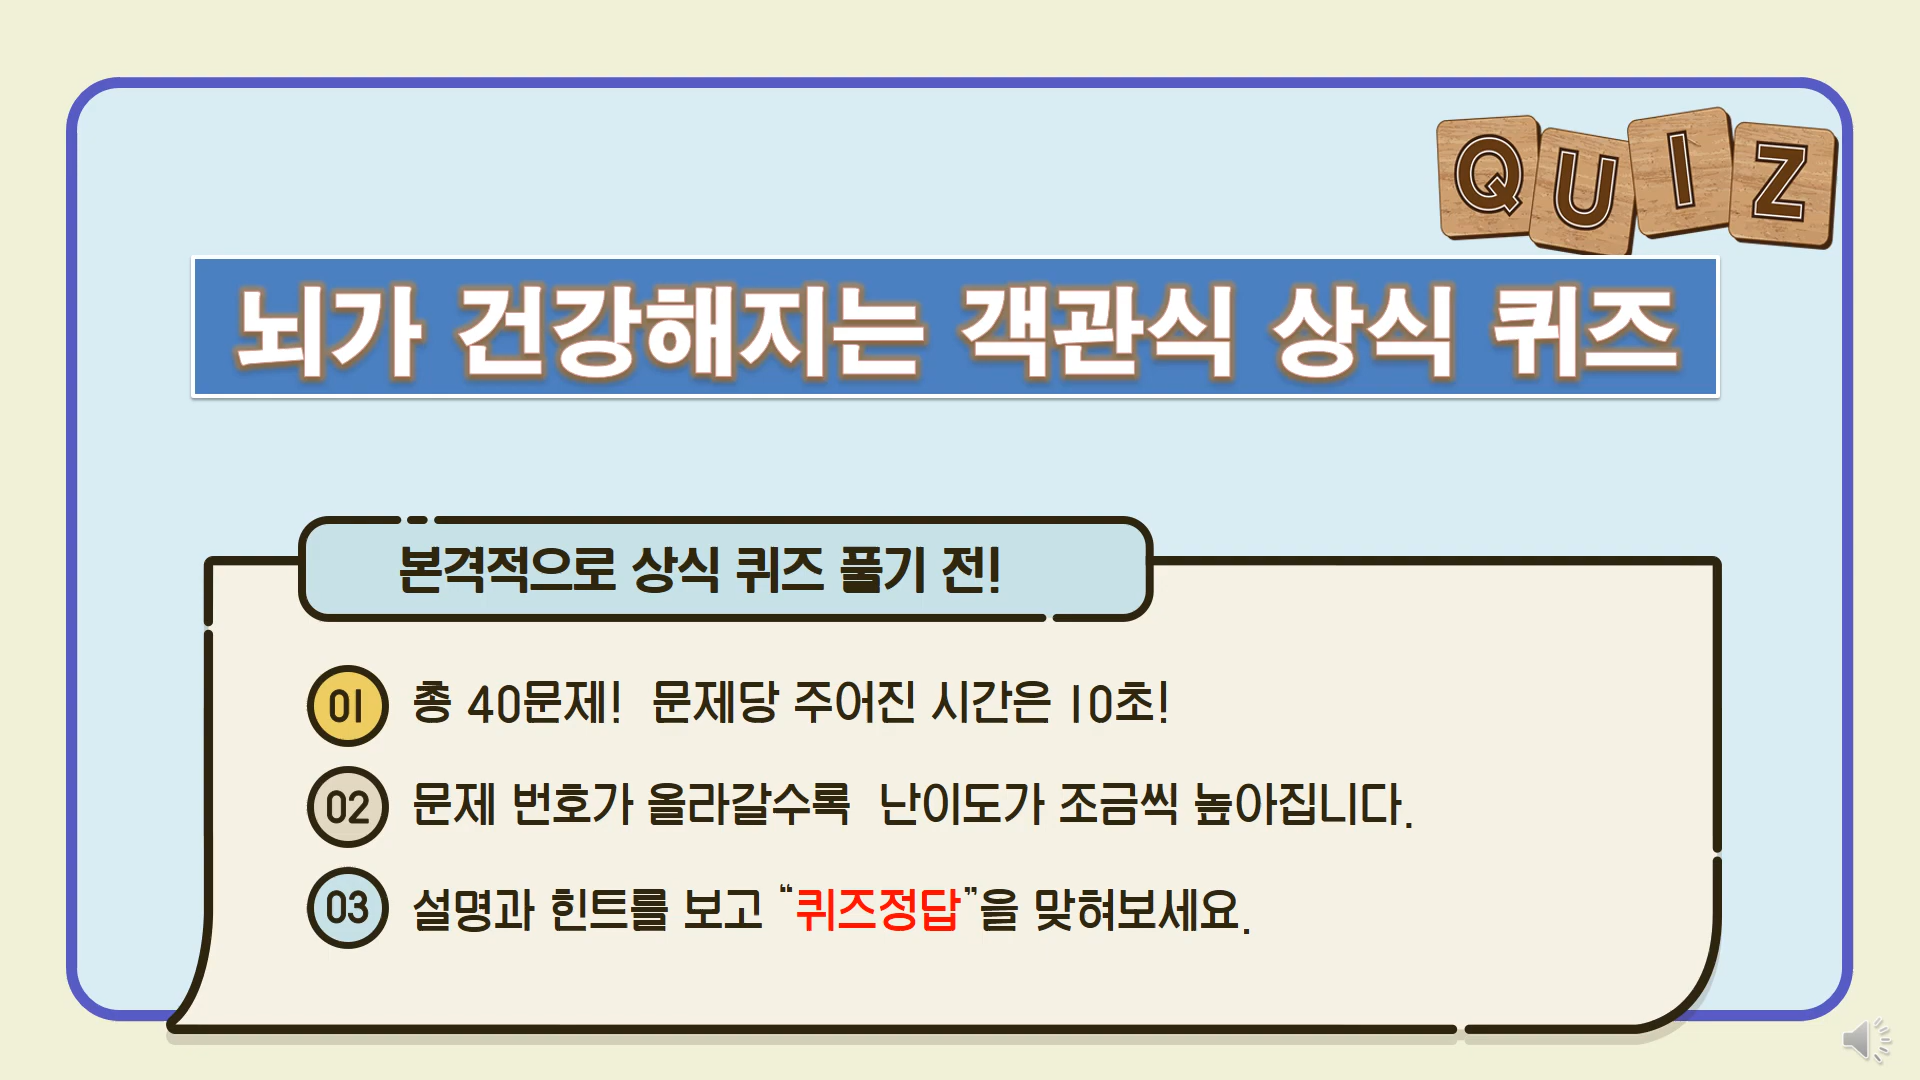 QUIZ
뇌가 건강해지는 객관식 상식 퀴즈
본격적으로 상식 퀴즈 풀기 전!
01 총 40문제! 문제당 주어진 시간은 10초!
02 문제 번호가 올라갈수록 난이도가 조금씩 높아집니다.
03 설명과 힌트를 보고 “퀴즈정답”을 맞혀보세요.